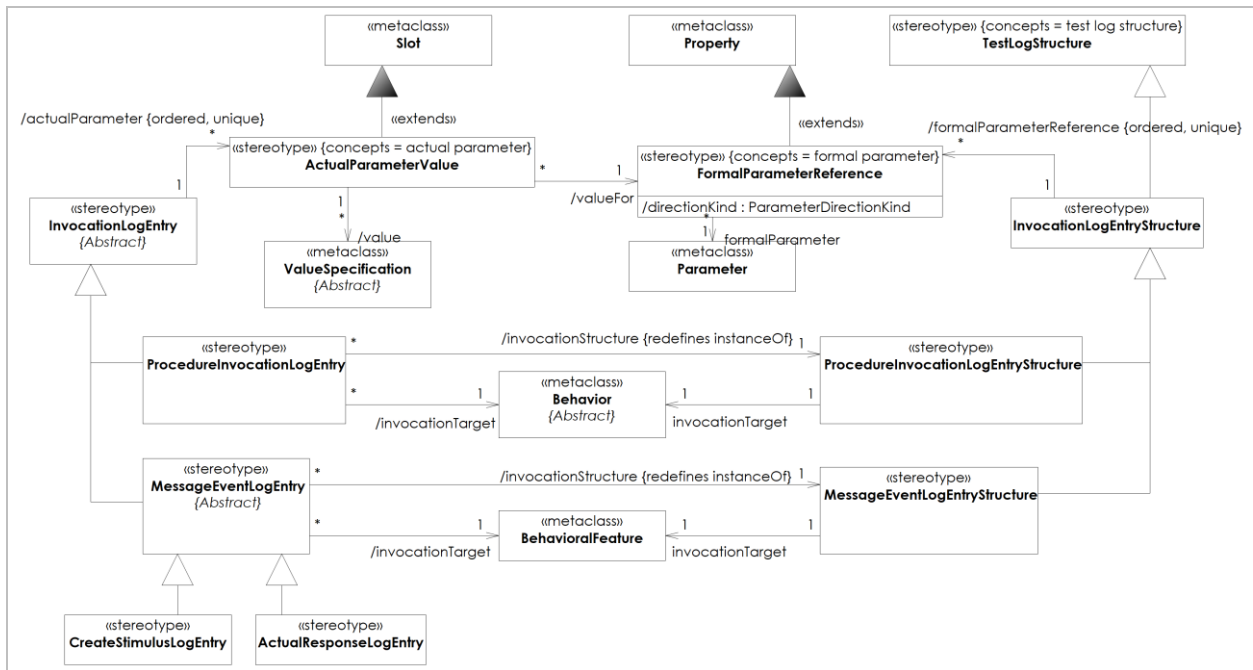 «metaclass»
Slot
«metaclass»
Property
«stereotype» {concepts = test log structure}
TestLogStructure
/actualParameter {ordered, unique}
*
«extends»
«extends»
/formalParameterReference {ordered, unique}
*
«stereotype» {concepts = actual parameter}
ActualParameterValue
*
1
/valueFor
«stereotype» {concepts = formal parameter}
FormalParameterReference
/directionKind : ParameterDirectionKind
1
1
«stereotype»
InvocationLogEntry
{Abstract}
1
*
/value
*
1
formalParameter
«stereotype»
InvocationLogEntryStructure
«metaclass»
ValueSpecification
{Abstract}
«metaclass»
Parameter
«stereotype»
ProcedureInvocationLogEntry
*
/invocationStructure {redefines instanceOf}
1
«stereotype»
ProcedureInvocationLogEntryStructure
*
1
/invocationTarget
«metaclass»
Behavior
{Abstract}
1
1
invocationTarget
«stereotype»
MessageEventLogEntry
{Abstract}
*
/invocationStructure {redefines instanceOf}
1
«stereotype»
MessageEventLogEntryStructure
*
1
/invocationTarget
«metaclass»
BehavioralFeature
1
1
invocationTarget
«stereotype»
CreateStimulusLogEntry
«stereotype»
ActualResponseLogEntry